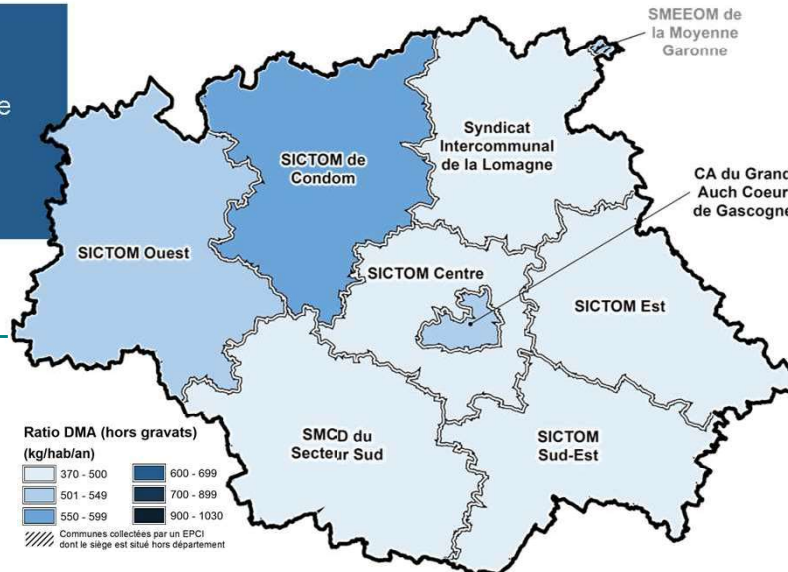 e
SMEEOM de
la Moyenne
Garonne
Syndicat
Intercommunal
de la Lomagne
SICTOM de
Condom
CA du Grand
Auch Coeur
de Gascogne
SICTOM Ouest
SICTOM Centre
SICTOM Est
SMCD du
Secteur Sud
SICTOM
Sud-Est
Ratio DMA (hors gravats)
(kg/hab/an)
370 - 500
600 - 699
501 - 549
700 - 899
550 - 599
900 - 1030
Communes collectées par un EPCI
dont le siège est situé hors département